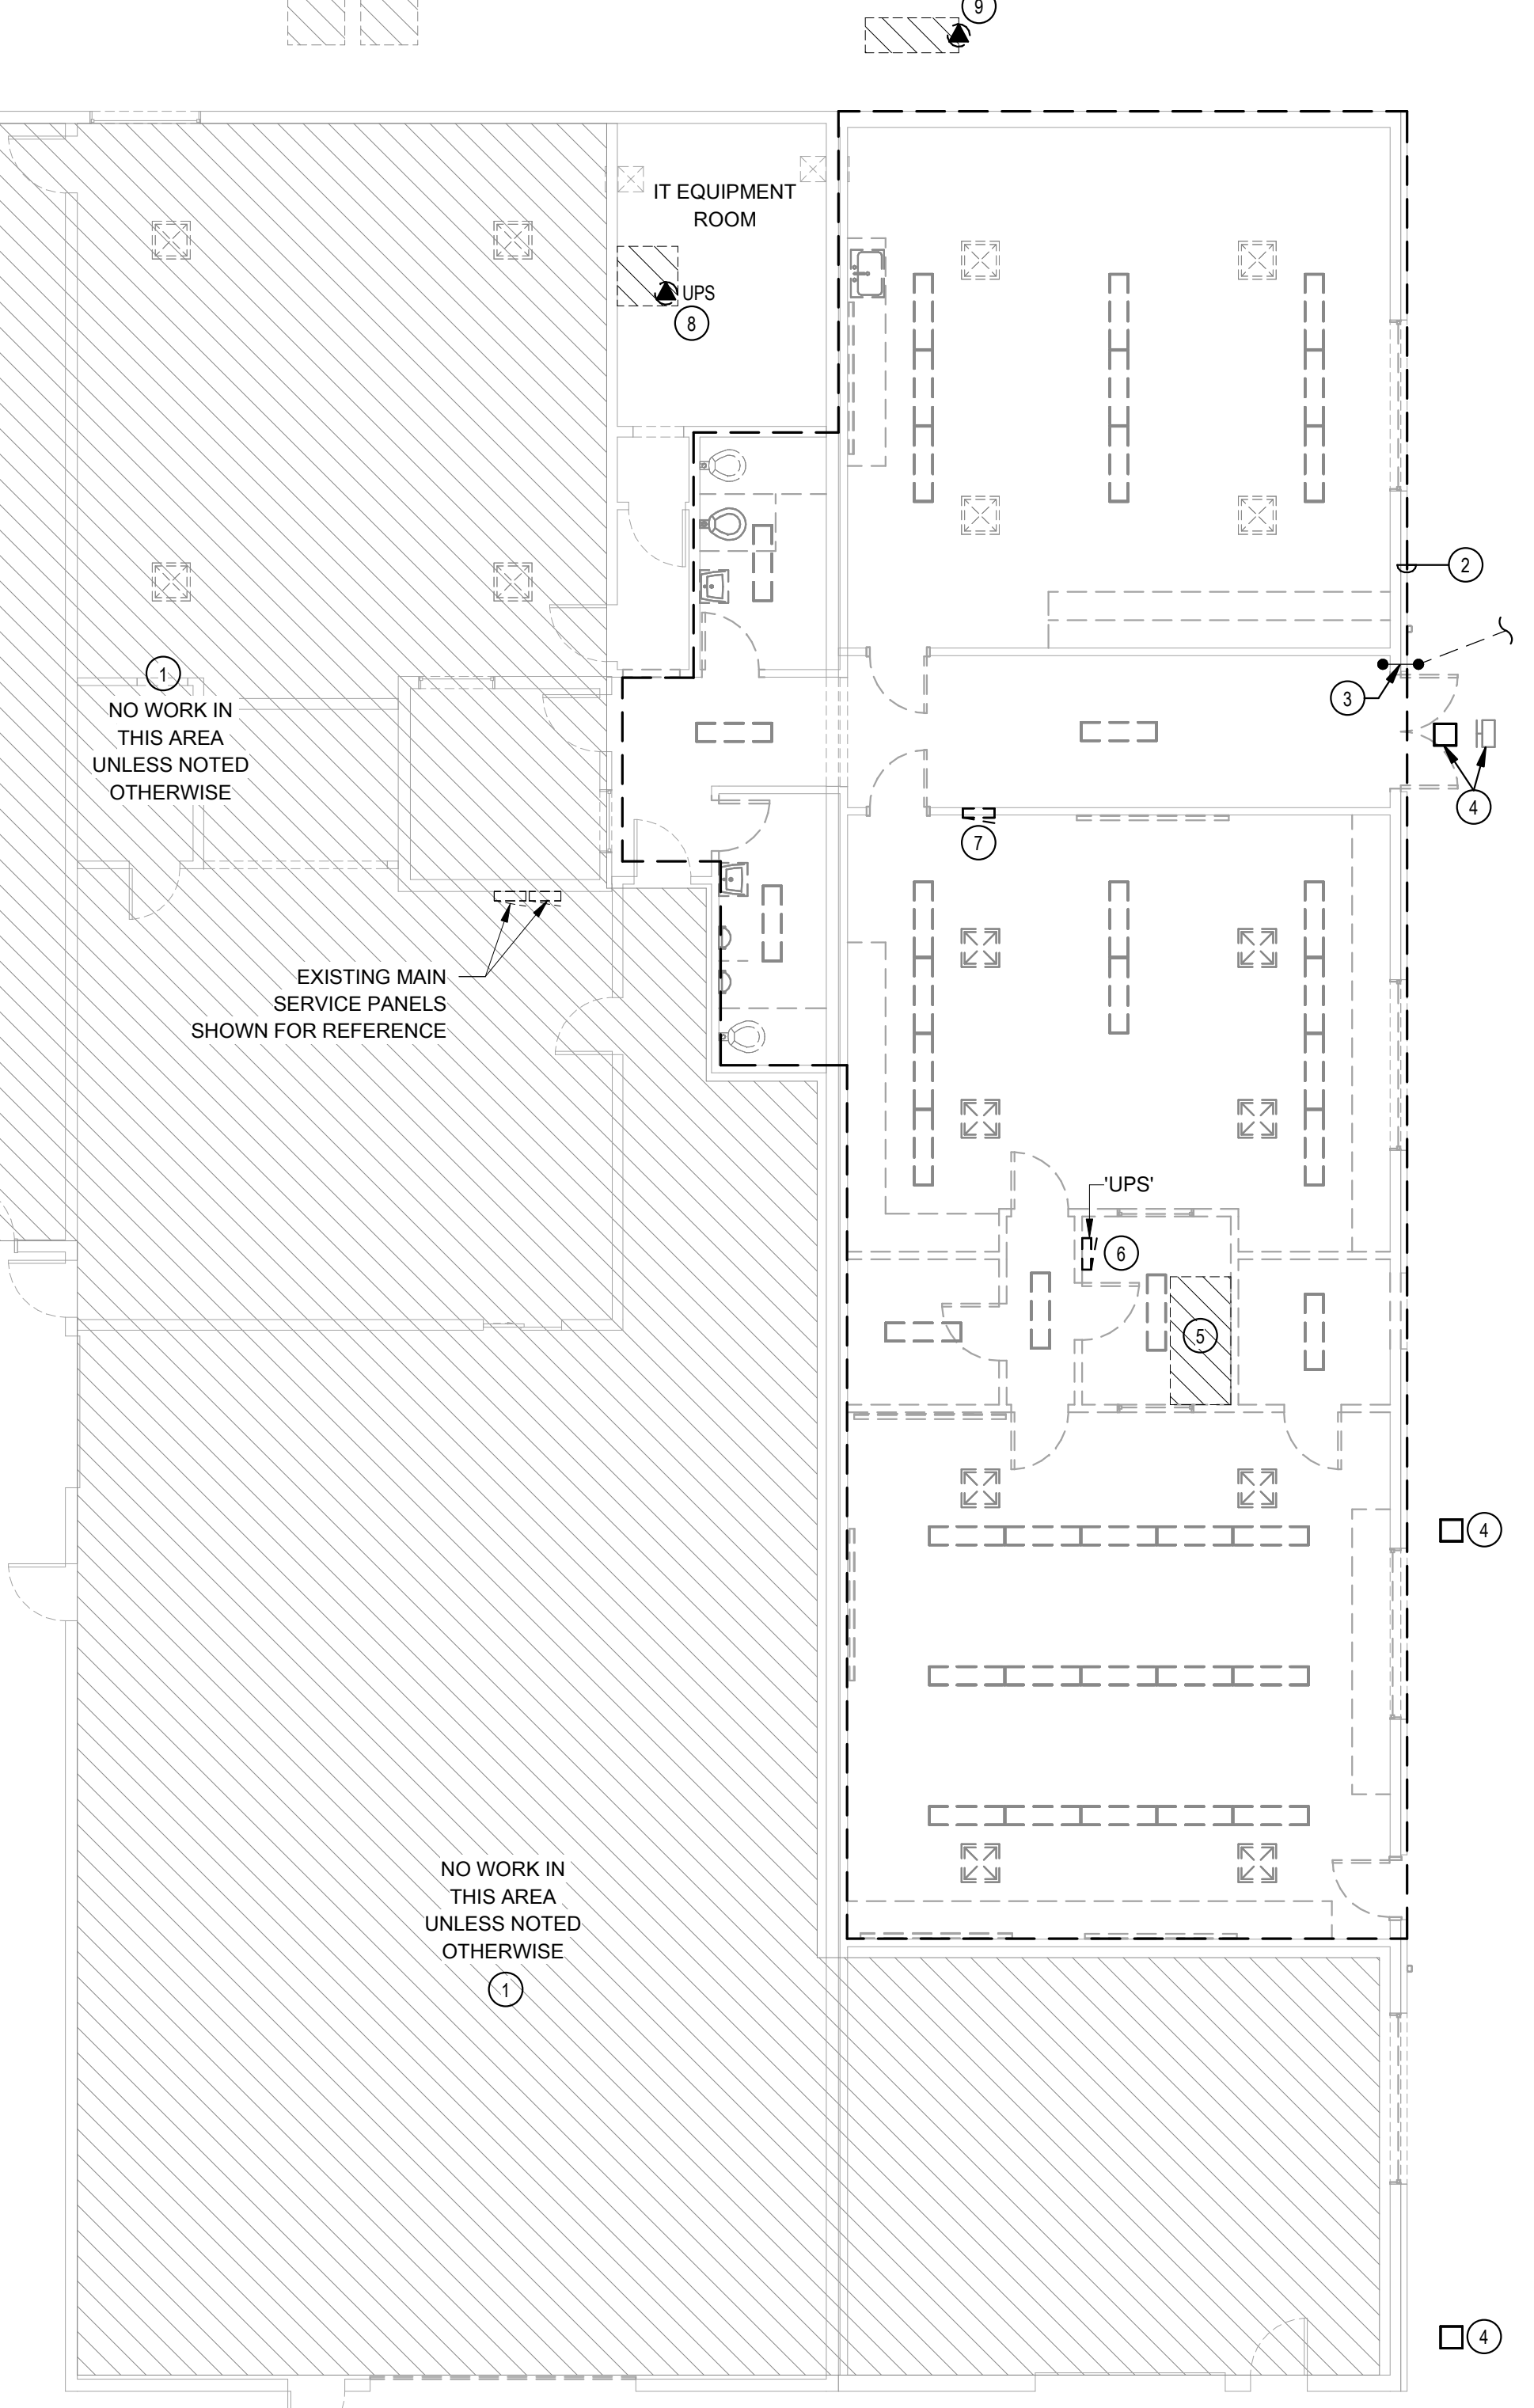 9
IT EQUIPMENT
ROOM
UPS
8
2
1
NO WORK IN
THIS AREA
UNLESS NOTED
OTHERWISE
3
4
7
EXISTING MAIN
SERVICE PANELS
SHOWN FOR REFERENCE
'UPS'
6
5
4
NO WORK IN
THIS AREA
UNLESS NOTED
OTHERWISE
1
4